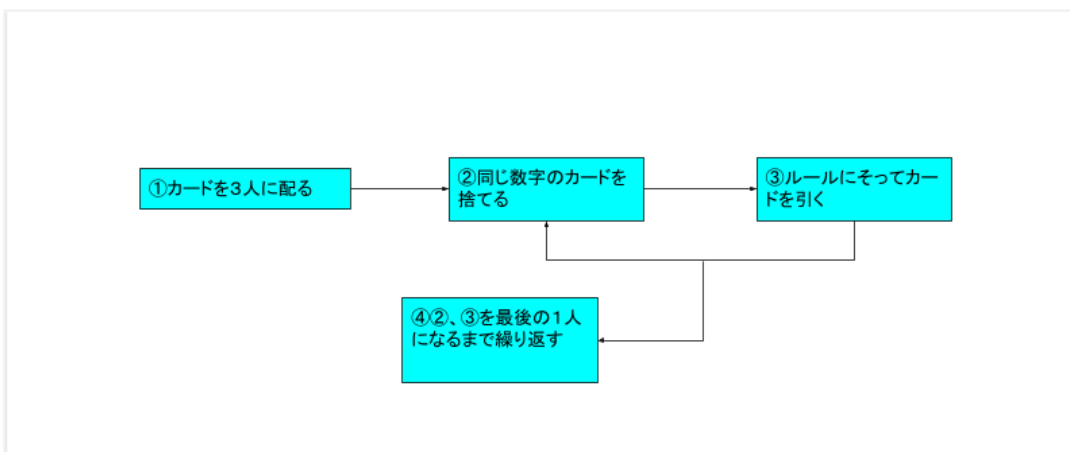 ①カードを3人に配る
②同じ数字のカードを
捨てる
③ルールにそってカー
ドを引く
④②、③を最後の1人
になるまで繰り返す